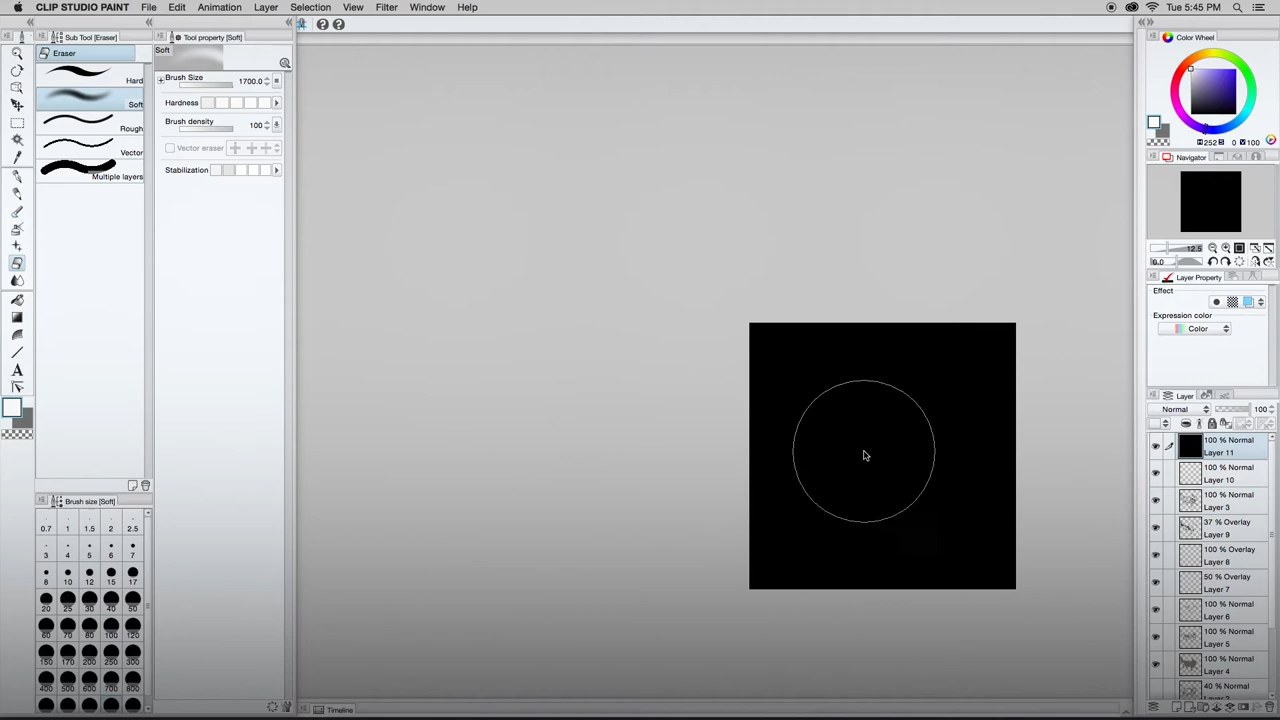 CLIP STUDIO PAINT File Edit Animation Layer Selection View Filter Window Help Tue 5:45 PM
Sub Tool [Eraser]
Eraser
Hard
Soft
Rough
Vector
Multiple layers
Tool property [Soft]
Soft
Brush Size 1700.0
Hardness
Brush density 100
Vector eraser
Stabilization
Brush size [Soft]
0.7 1 1.5 2 2.5
3 4 5 6 7
8 10 12 15 17
20 25 30 40 50
60 70 80 100 120
150 170 200 250 300
400 500 600 700 800
Timeline
Color Wheel
H 252 S 0 V 100
Navigator
12.5
0.0
Layer Property
Effect
Expression color
Color
Layer
Normal 100
100 % Normal
Layer 11
100 % Normal
Layer 10
100 % Normal
Layer 3
37 % Overlay
Layer 9
100 % Overlay
Layer 8
50 % Overlay
Layer 7
100 % Normal
Layer 6
100 % Normal
Layer 5
100 % Normal
Layer 4
40 % Normal